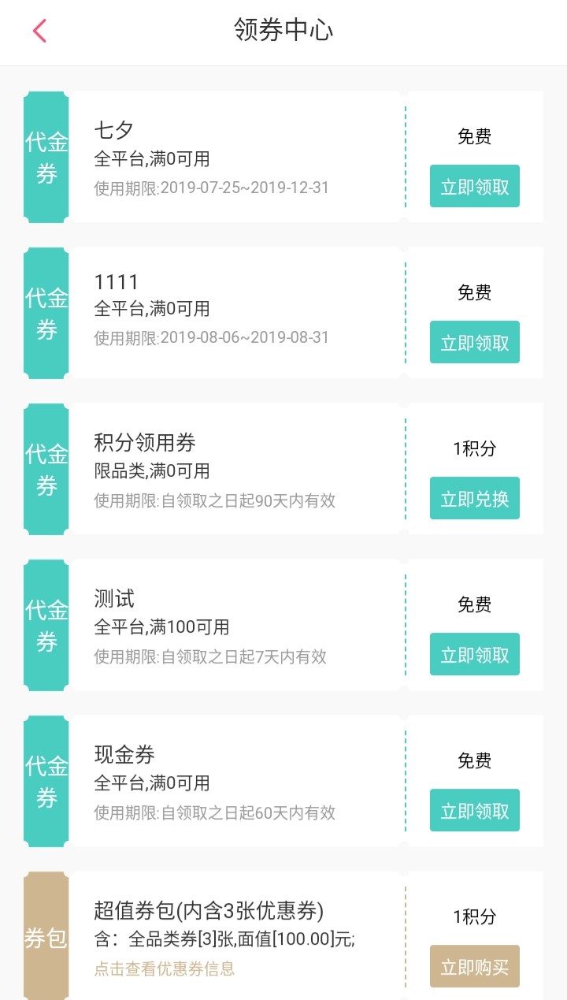 领券中心
代金券
七夕
全平台,满0可用
使用期限:2019-07-25~2019-12-31
免费
立即领取
代金券
1111
全平台,满0可用
使用期限:2019-08-06~2019-08-31
免费
立即领取
代金券
积分领用券
限品类,满0可用
使用期限:自领取之日起90天内有效
1积分
立即兑换
代金券
测试
全平台,满100可用
使用期限:自领取之日起7天内有效
免费
立即领取
代金券
现金券
全平台,满0可用
使用期限:自领取之日起60天内有效
免费
立即领取
券包
超值券包(内含3张优惠券)
含：全品类券[3]张,面值[100.00]元;
点击查看优惠券信息
1积分
立即购买